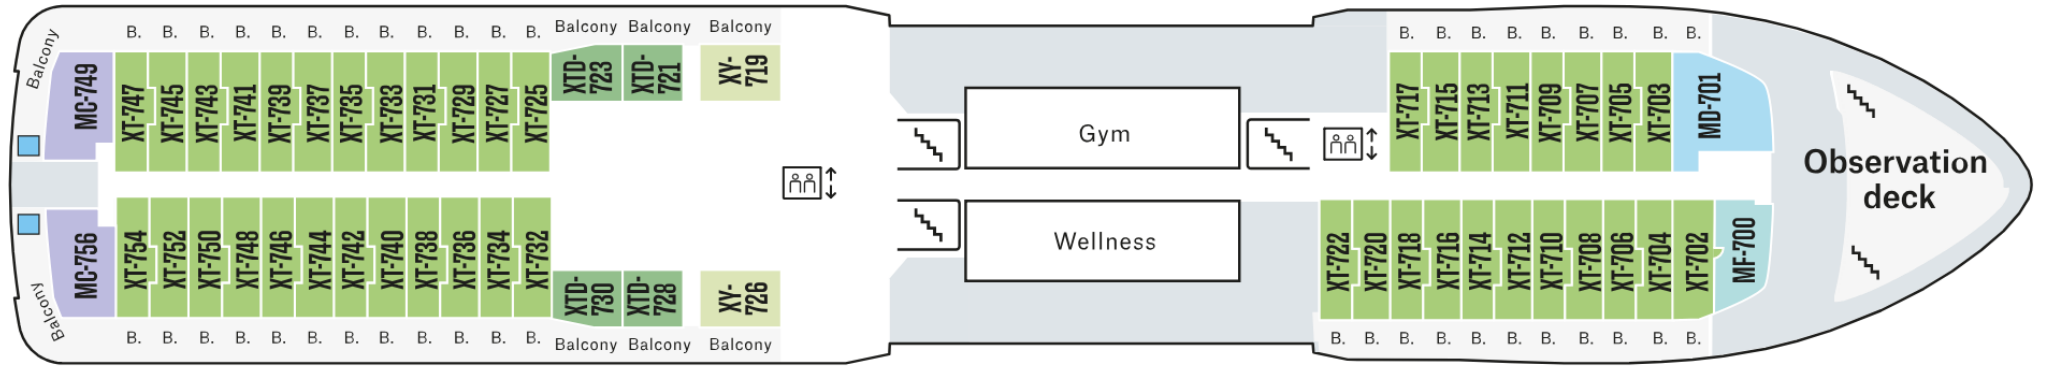 B. B. B. B. B. B. B. B. B. B. B. B. Balcony Balcony Balcony
B. B. B. B. B. B. B. B. B.
Balcony
MC-749
XT-747
XT-745
XT-743
XT-741
XT-739
XT-737
XT-735
XT-733
XT-731
XT-729
XT-727
XT-725
XTD-
723
XTD-
721
XY-
719
Gym
XT-717
XT-715
XT-713
XT-711
XT-709
XT-707
XT-705
XT-703
MD-701
Observation
deck
MC-756
XT-754
XT-752
XT-750
XT-748
XT-746
XT-744
XT-742
XT-740
XT-738
XT-736
XT-734
XT-732
XTD-
730
XTD-
728
XY-
726
Wellness
XT-722
XT-720
XT-718
XT-716
XT-714
XT-712
XT-710
XT-708
XT-706
XT-704
XT-702
MF-700
Balcony
B. B. B. B. B. B. B. B. B. B. B. B. Balcony Balcony Balcony
B. B. B. B. B. B. B. B. B. B. B.